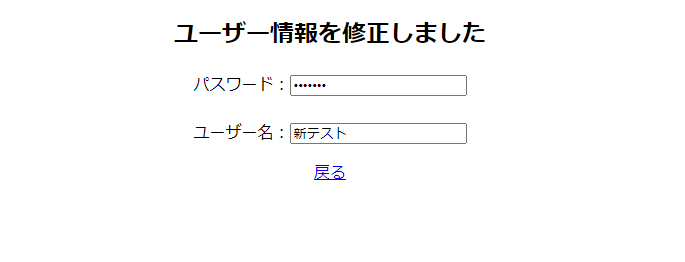 ユーザー情報を修正しました
パスワード：•••••••
ユーザー名：新テスト
戻る